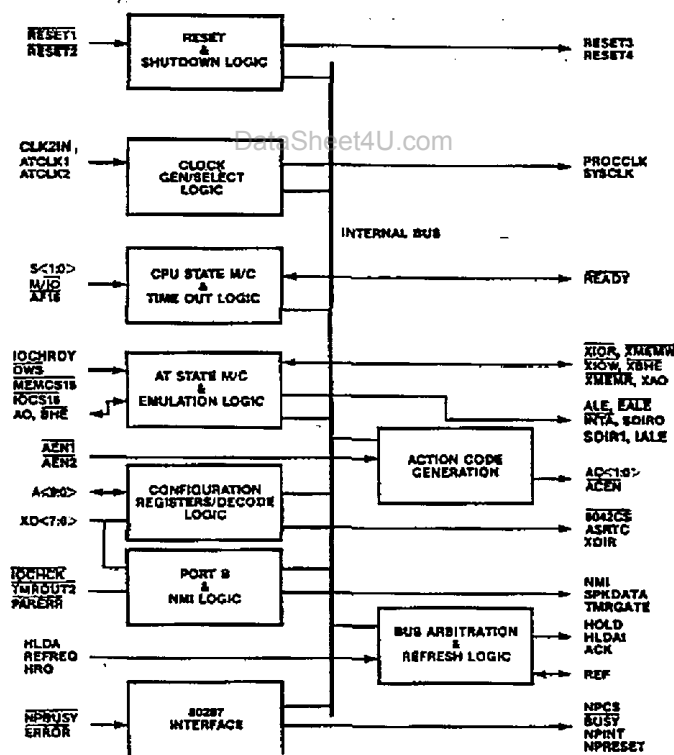 RESET1
RESET2
RESET
&
SHUTDOWN LOGIC
RESET3
RESET4
DataSheet4U.com
CLK2IN,
ATCLK1
ATCLK2
CLOCK
GEN/SELECT
LOGIC
PROCCLK
SYSCLK
INTERNAL BUS
S<1:0>
M/IO
AF16
CPU STATE M/C
&
TIME OUT LOGIC
READY
IOCHRDY
OWS
MEMCS16
IOCS16
AO, BHE
AT STATE M/C
&
EMULATION LOGIC
XIOR, XMEMW
XIOW, XBHE
XMEMR, XAO
ALE, EALE
INTA, SDIRO
SDIR1, IALE
AEN1
AEN2
ACTION CODE
GENERATION
AC<1:0>
ACEN
A<9:0>
XD<7:0>
CONFIGURATION
REGISTERS/DECODE
LOGIC
8042CS
ASRTC
XDIR
IOCHCK
TMROUT2
PARERR
PORT B
&
NMI LOGIC
NMI
SPKDATA
TMRGATE
HLDA
REFREQ
HRQ
BUS ARBITRATION
&
REFRESH LOGIC
HOLD
HLDA1
ACK
REF
NPBUSY
ERROR
80287
INTERFACE
NPCS
BUSY
NPINT
NPRESET